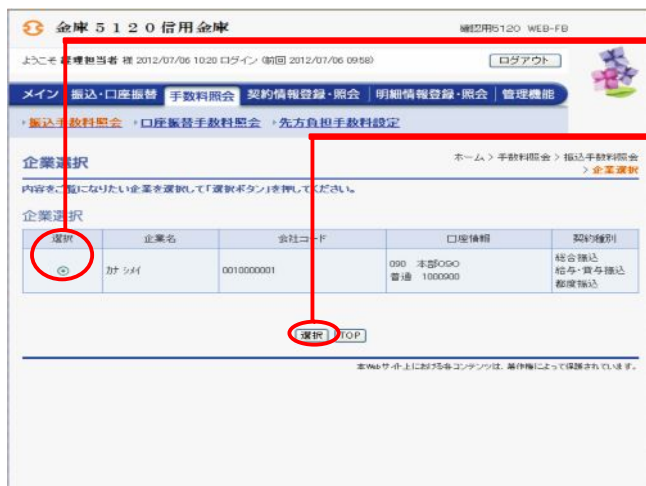 金庫5120信用金庫
確認用5120 WEB-FB
ようこそ 経理担当者 様 2012/07/06 10:20 ログイン (前回 2012/07/06 09:58)
ログアウト
メイン 振込・口座振替 手数料照会 契約情報登録・照会 明細情報登録・照会 管理機能
振込手数料照会 口座振替手数料照会 先方負担手数料設定
企業選択
ホーム > 手数料照会 > 振込手数料照会
> 企業選択
内容をご覧になりたい企業を選択して「選択ボタン」を押してください。
企業選択
選択 企業名 会社コード 口座情報 契約種別
カナ シメイ 0010000001 090 本部090 総合振込
普通 1000900 給与・賞与振込
都度振込
選択 TOP
本Webサイト上における各コンテンツは、著作権によって保護されています。